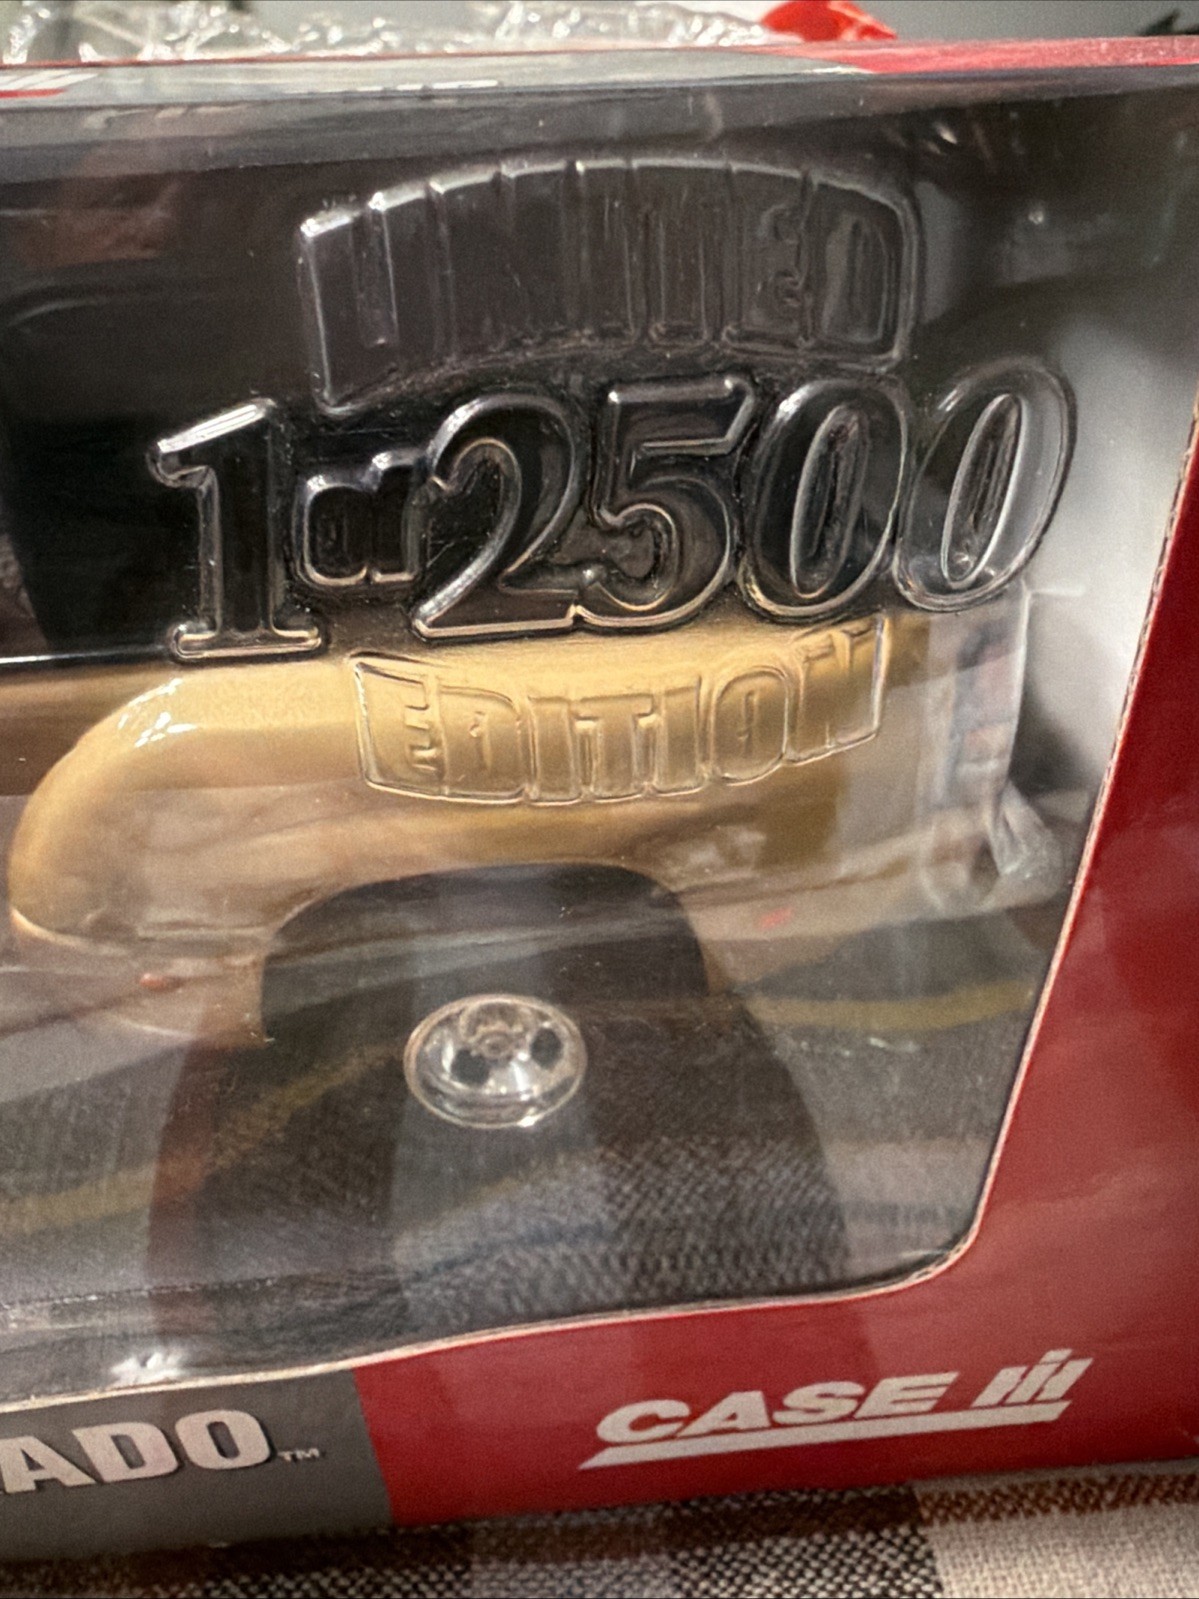 LIMITED
1 of 2500
EDITION
ADO™
CASE IH